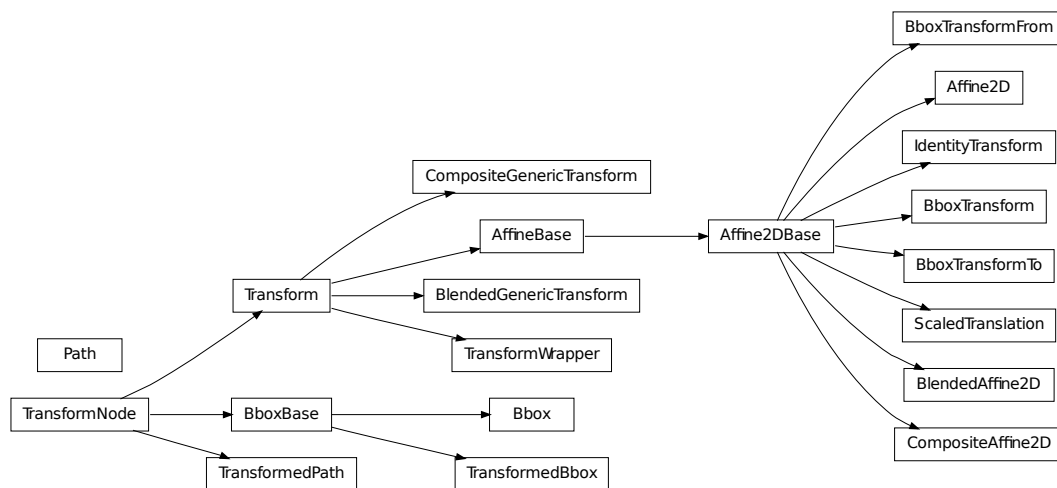 BboxTransformFrom
Affine2D
IdentityTransform
CompositeGenericTransform
BboxTransform
AffineBase
Affine2DBase
BboxTransformTo
Transform
BlendedGenericTransform
ScaledTranslation
Path
TransformWrapper
BlendedAffine2D
TransformNode
BboxBase
Bbox
CompositeAffine2D
TransformedPath
TransformedBbox